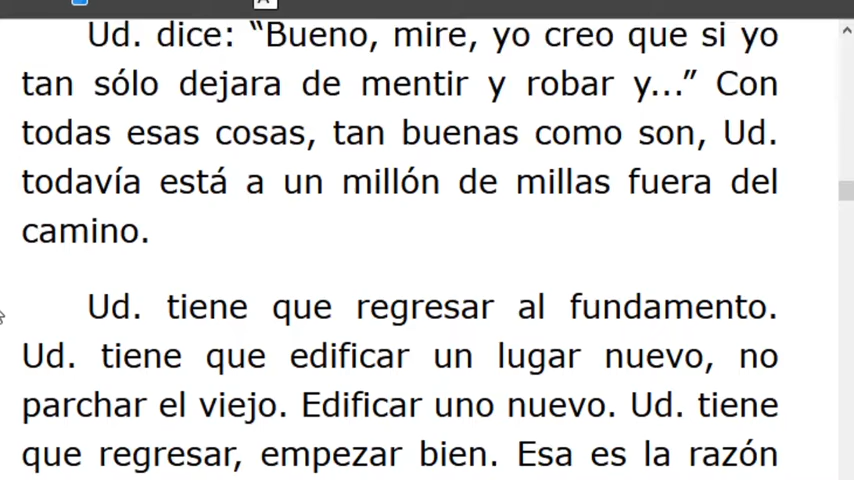 Ud. dice: “Bueno, mire, yo creo que si yo
tan sólo dejara de mentir y robar y...” Con
todas esas cosas, tan buenas como son, Ud.
todavía está a un millón de millas fuera del
camino.
Ud. tiene que regresar al fundamento.
Ud. tiene que edificar un lugar nuevo, no
parchar el viejo. Edificar uno nuevo. Ud. tiene
que regresar, empezar bien. Esa es la razón